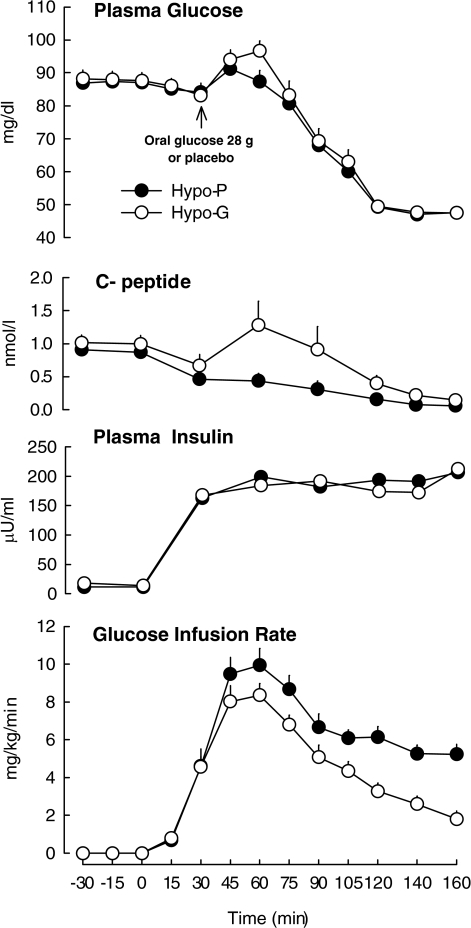 Plasma Glucose
110
100
90
80
70
60
50
40
mg/dl
Oral glucose 28 g
or placebo
Hypo-P
Hypo-G
C- peptide
2.0
1.5
1.0
0.5
0.0
nmol/l
Plasma Insulin
250
200
150
100
50
0
μU/ml
Glucose Infusion Rate
12
10
8
6
4
2
0
mg/kg/min
-30 -15 0 15 30 45 60 75 90 105 120 140 160
Time (min)